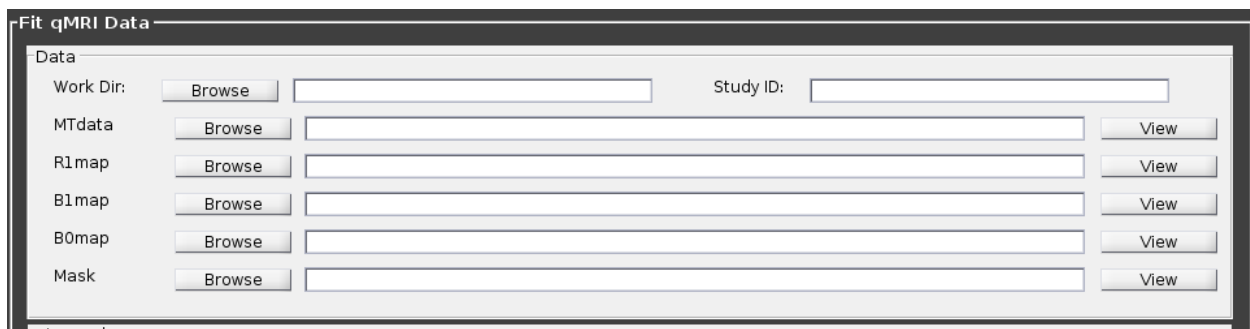 Fit qMRI Data
Data
Work Dir: Browse Study ID:
MTdata Browse View
R1map Browse View
B1map Browse View
B0map Browse View
Mask Browse View